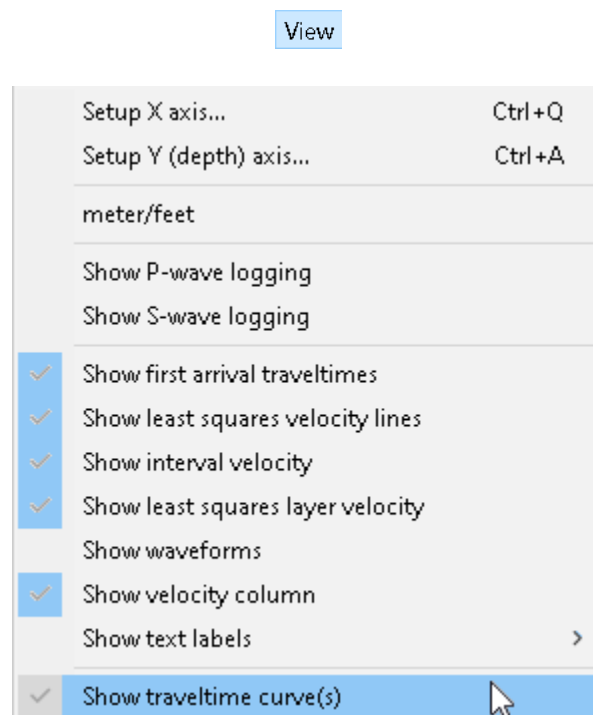 View
Setup X axis... Ctrl+Q
Setup Y (depth) axis... Ctrl+A
meter/feet
Show P-wave logging
Show S-wave logging
Show first arrival traveltimes
Show least squares velocity lines
Show interval velocity
Show least squares layer velocity
Show waveforms
Show velocity column
Show text labels
Show traveltime curve(s)